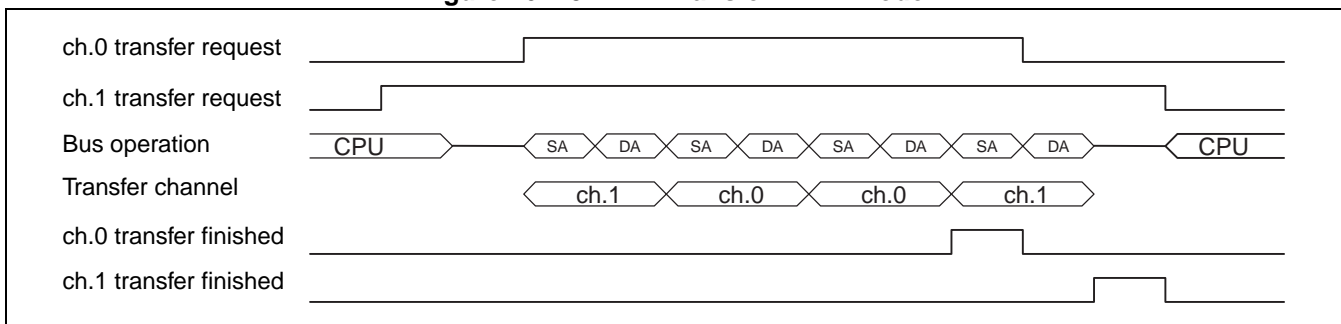 ch.0 transfer request
ch.1 transfer request
Bus operation CPU SA DA SA DA SA DA SA DA CPU
Transfer channel ch.1 ch.0 ch.0 ch.1
ch.0 transfer finished
ch.1 transfer finished